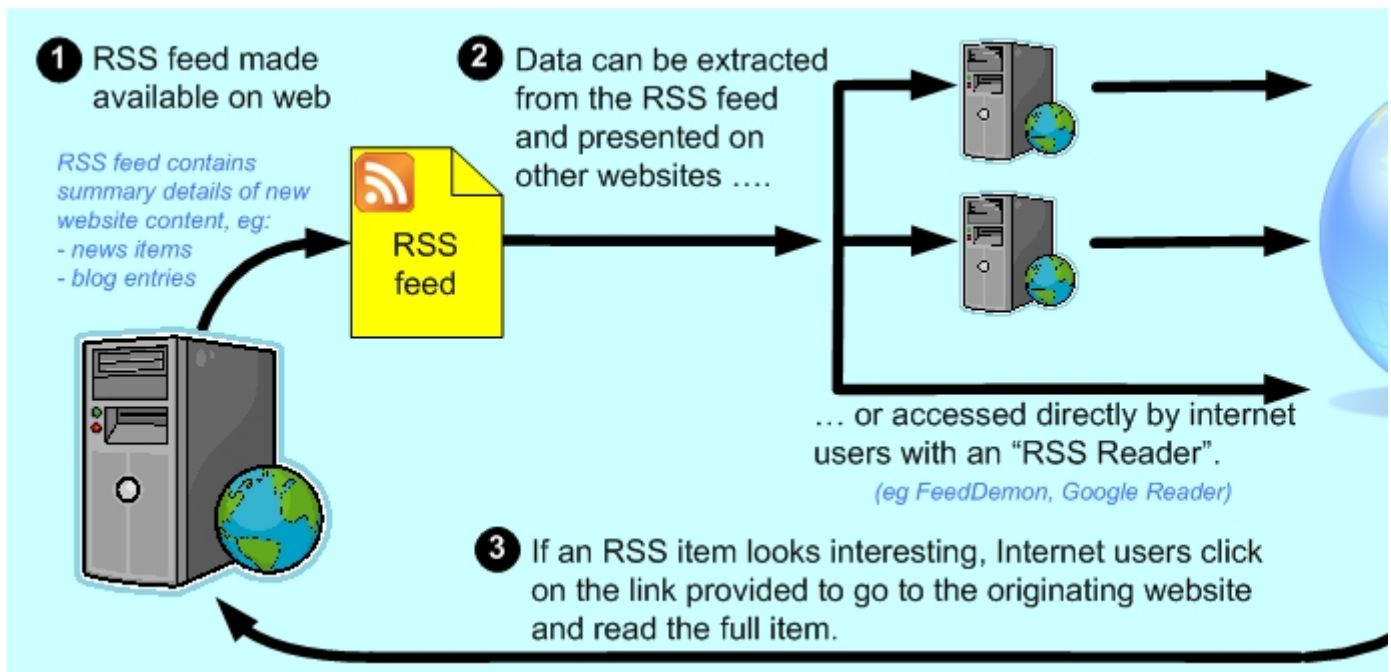 1 RSS feed made
available on web
RSS feed contains
summary details of new
website content, eg:
- news items
- blog entries
RSS
feed
2 Data can be extracted
from the RSS feed
and presented on
other websites ....
... or accessed directly by internet
users with an “RSS Reader”.
(eg FeedDemon, Google Reader)
3 If an RSS item looks interesting, Internet users click
on the link provided to go to the originating website
and read the full item.